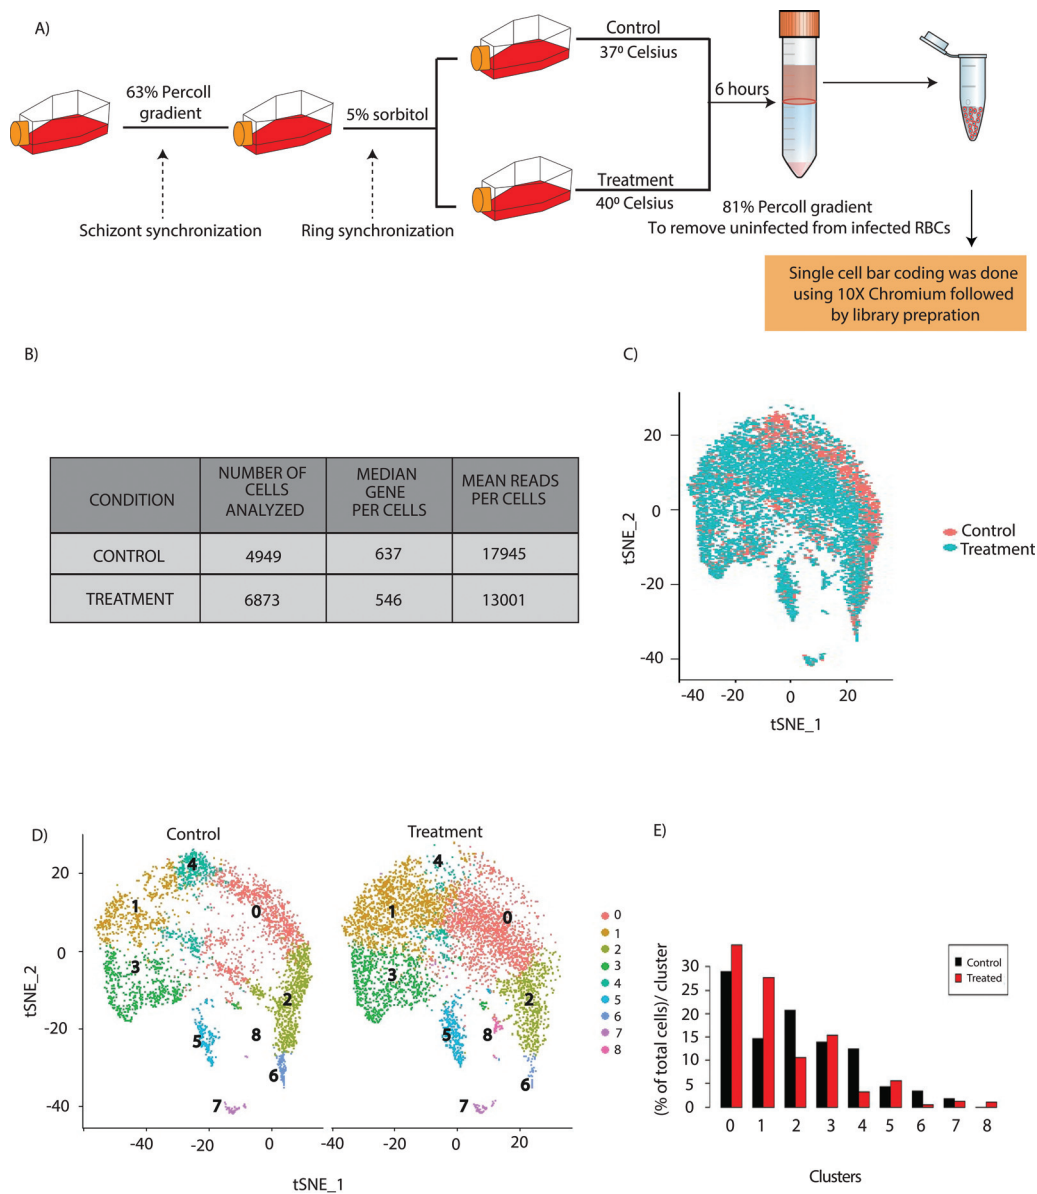 A)
63% Percoll
gradient
5% sorbitol
Control
37⁰ Celsius
Treatment
40⁰ Celsius
6 hours
Schizont synchronization
Ring synchronization
81% Percoll gradient
To remove uninfected from infected RBCs
Single cell bar coding was done
using 10X Chromium followed
by library prepration
B)
CONDITION
NUMBER OF
CELLS
ANALYZED
MEDIAN
GENE
PER CELLS
MEAN READS
PER CELLS
CONTROL 4949 637 17945
TREATMENT 6873 546 13001
C)
tSNE_2
20
0
-20
-40
-40 -20 0 20
tSNE_1
Control
Treatment
D)
Control
Treatment
tSNE_2
20
0
-20
-40
4
1
0
3
2
5
8
6
7
4
1
0
3
2
5
8
6
7
-40 -20 0 -40 -20 0 20
tSNE_1
0
1
2
3
4
5
6
7
8
E)
(% of total cells)/ cluster
30
25
20
15
10
5
0
Control
Treated
0 1 2 3 4 5 6 7 8
Clusters